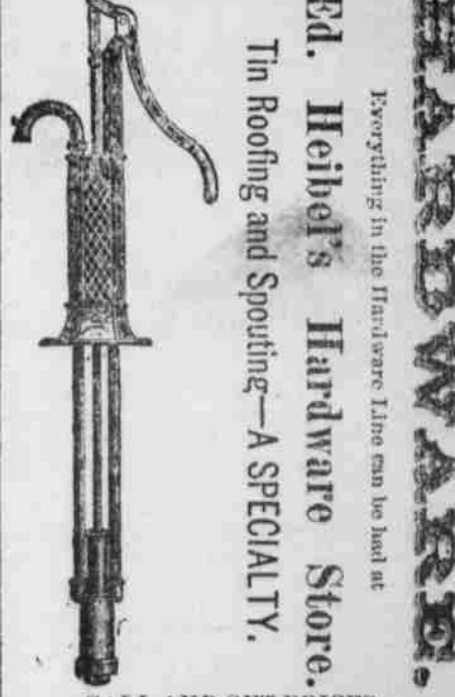 HARDWARE.
Everything in the Hardware Line can be had at
Ed. Heibel's Hardware Store.
Tin Roofing and Spouting—A SPECIALTY.